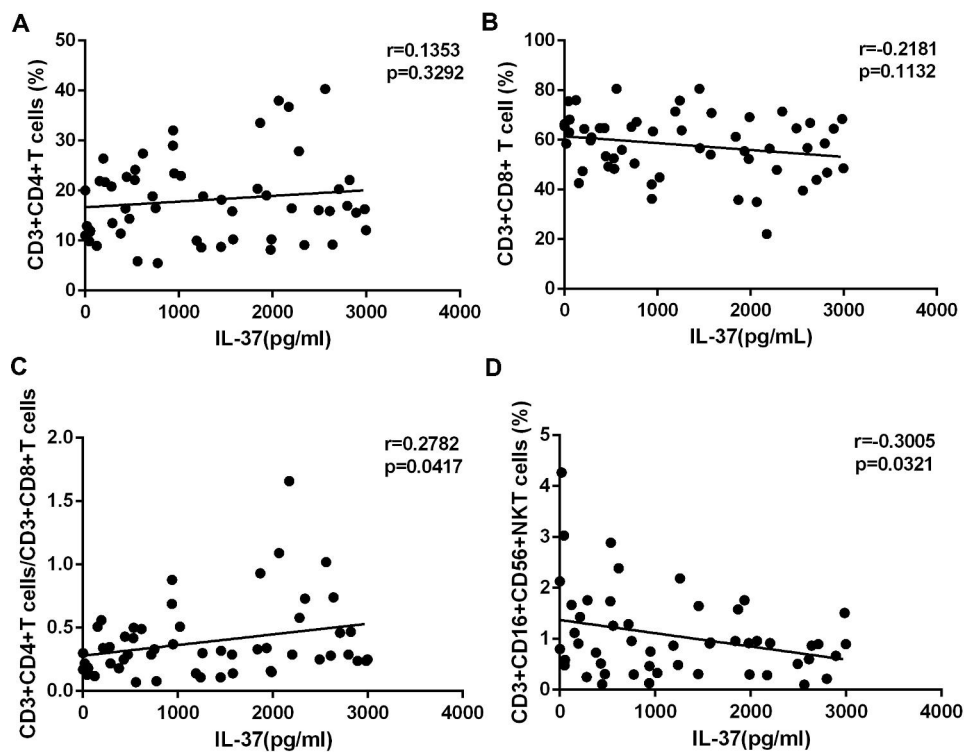 A
B
r=0.1353
p=0.3292
r=-0.2181
p=0.1132
CD3+CD4+T cells (%)
50
40
30
20
10
0
0 1000 2000 3000 4000
IL-37(pg/ml)
CD3+CD8+ T cell (%)
100
80
60
40
20
0
0 1000 2000 3000 4000
IL-37(pg/mL)
C
D
r=0.2782
p=0.0417
r=-0.3005
p=0.0321
CD3+CD4+T cells/CD3+CD8+T cells
2.0
1.5
1.0
0.5
0.0
0 1000 2000 3000 4000
IL-37(pg/ml)
CD3+CD16+CD56+NKT cells (%)
5
4
3
2
1
0
0 1000 2000 3000 4000
IL-37(pg/ml)